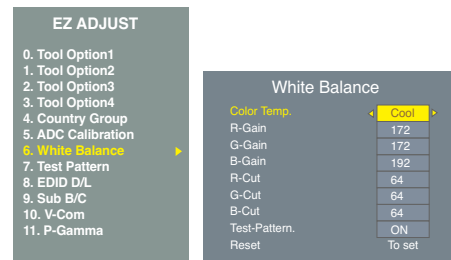 EZ ADJUST
0. Tool Option1
1. Tool Option2
2. Tool Option3
3. Tool Option4
4. Country Group
5. ADC Calibration
6. White Balance
7. Test Pattern
8. EDID D/L
9. Sub B/C
10. V-Com
11. P-Gamma
White Balance
Color Temp. Cool
R-Gain 172
G-Gain 172
B-Gain 192
R-Cut 64
G-Cut 64
B-Cut 64
Test-Pattern. ON
Reset To set